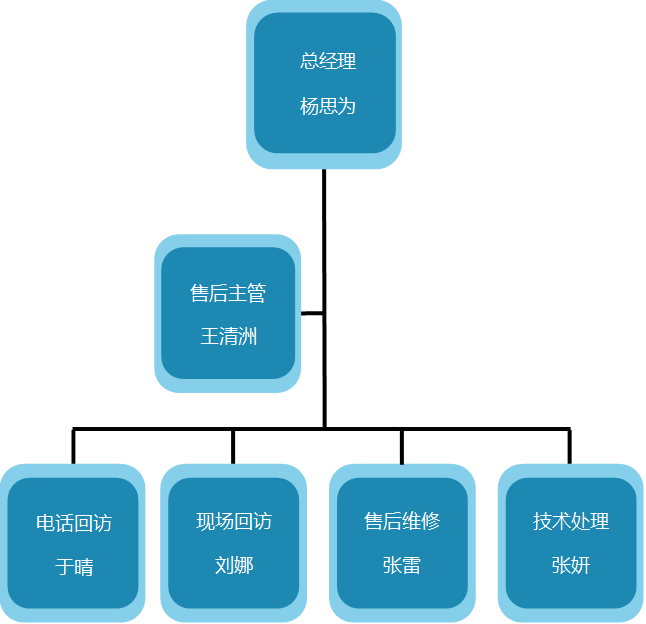 总经理
杨思为
售后主管
王清洲
电话回访
于晴
现场回访
刘娜
售后维修
张雷
技术处理
张妍